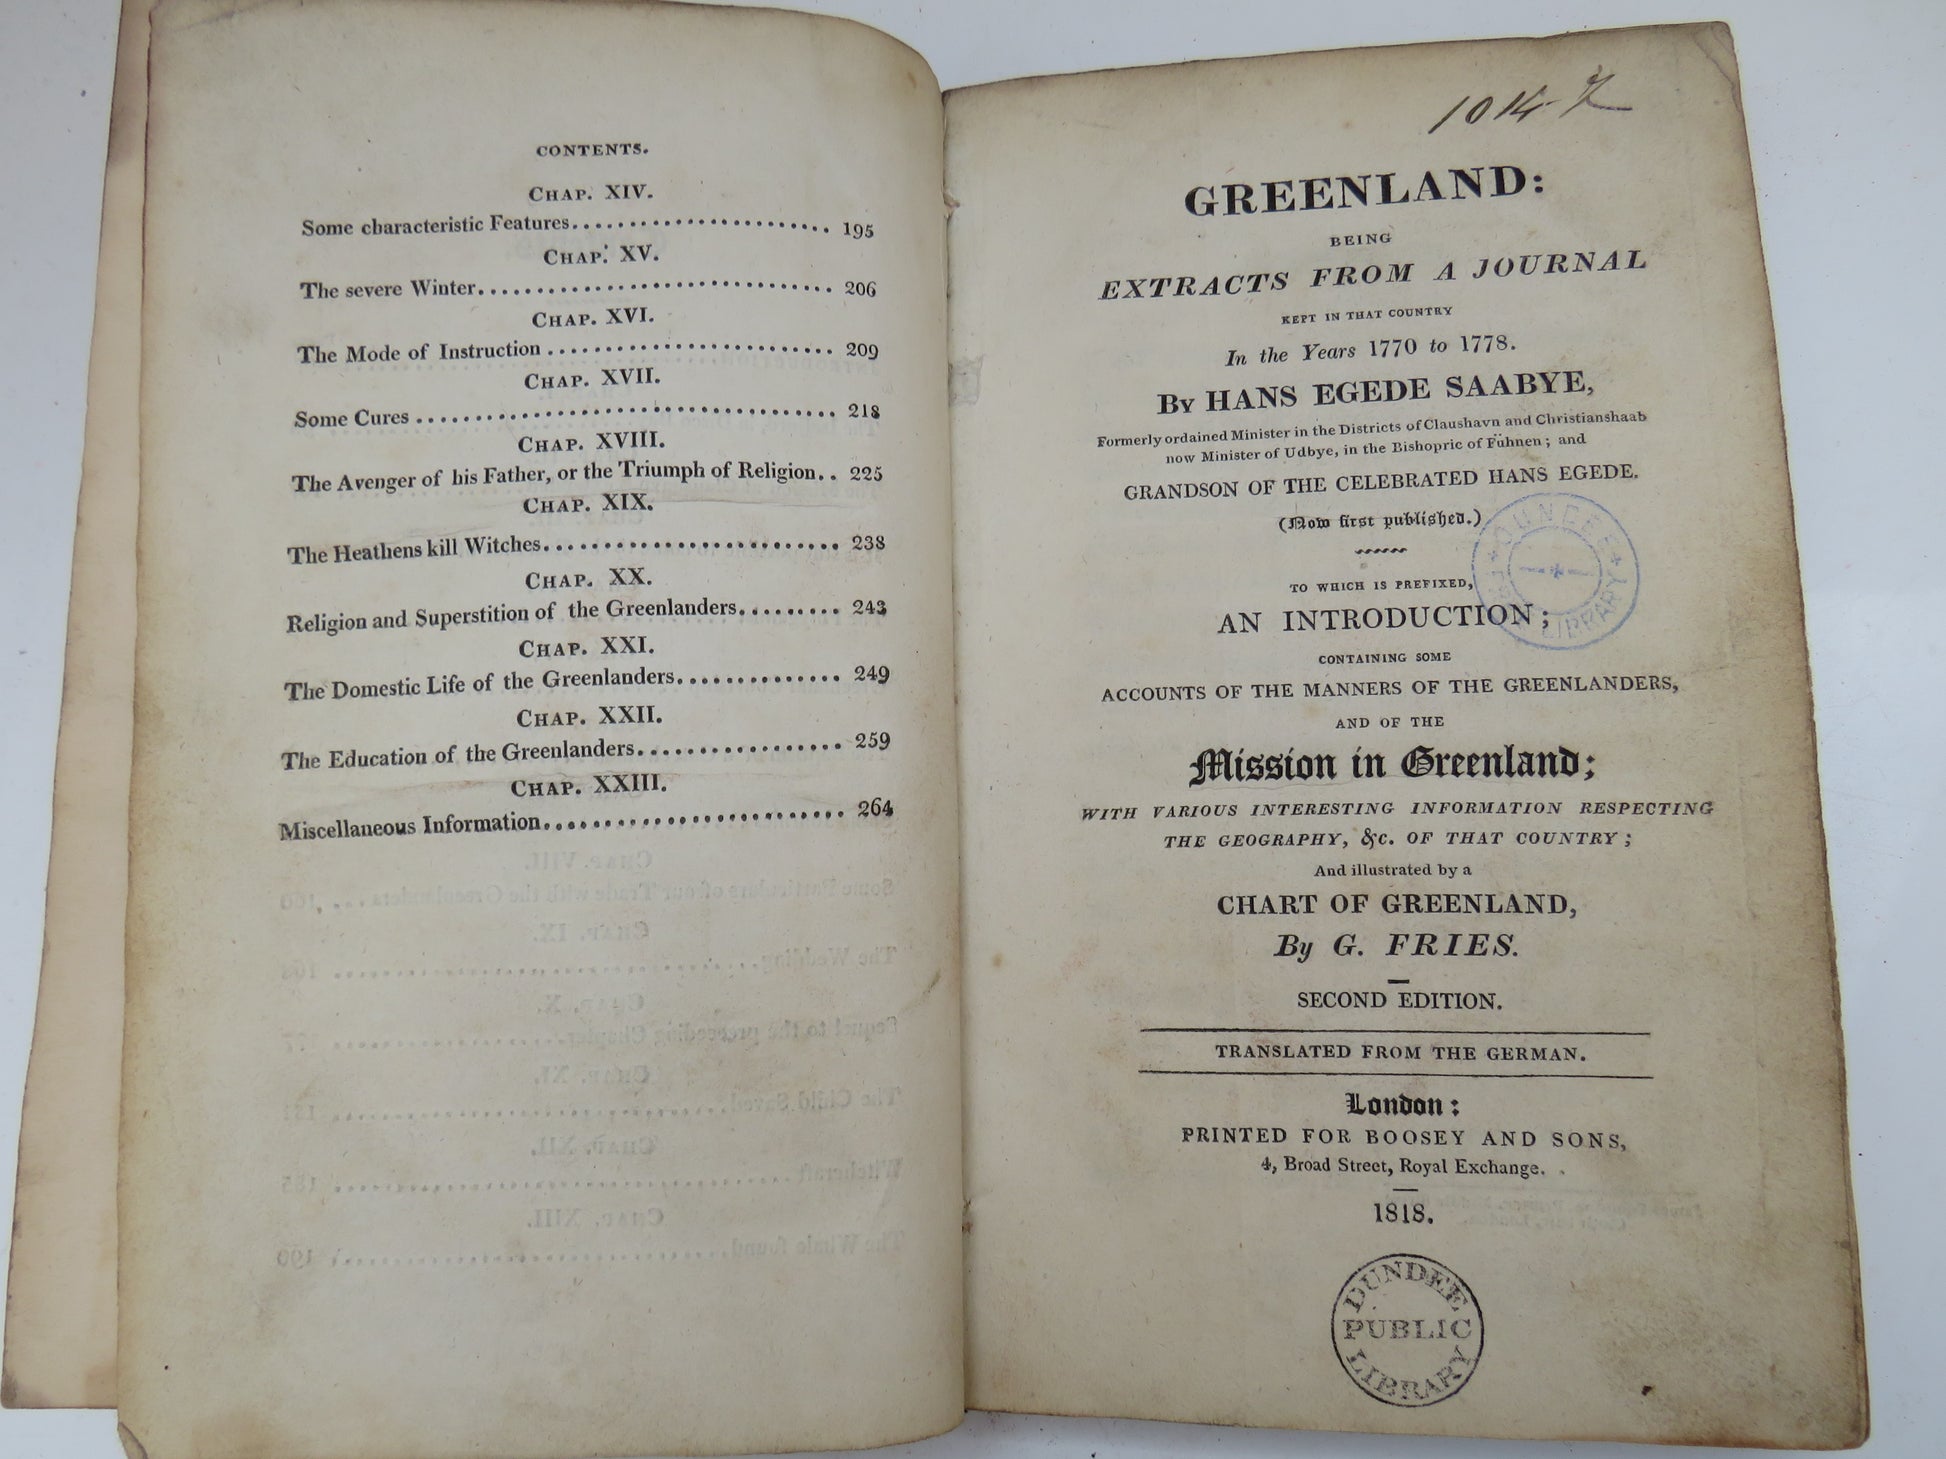 CONTENTS.
CHAP. XIV.
Some characteristic Features........................ 195
CHAP. XV.
The severe Winter............................... 206
CHAP. XVI.
The Mode of Instruction ......................... 209
CHAP. XVII.
Some Cures .................................... 218
CHAP. XVIII.
The Avenger of his Father, or the Triumph of Religion.. 225
CHAP. XIX.
The Heathens kill Witches.......................... 238
CHAP. XX.
Religion and Superstition of the Greenlanders......... 243
CHAP. XXI.
The Domestic Life of the Greenlanders.............. 249
CHAP. XXII.
The Education of the Greenlanders.................. 259
CHAP. XXIII.
Miscellaneous Information.......................... 264
GREENLAND:
BEING
EXTRACTS FROM A JOURNAL
KEPT IN THAT COUNTRY
In the Years 1770 to 1778.
By HANS EGEDE SAABYE,
Formerly ordained Minister in the Districts of Claushavn and Christianshaab
now Minister of Udbye, in the Bishopric of Fühnen; and
GRANDSON OF THE CELEBRATED HANS EGEDE.
(Now first published.)
TO WHICH IS PREFIXED,
AN INTRODUCTION;
CONTAINING SOME
ACCOUNTS OF THE MANNERS OF THE GREENLANDERS,
AND OF THE
Mission in Greenland;
WITH VARIOUS INTERESTING INFORMATION RESPECTING
THE GEOGRAPHY, &c. OF THAT COUNTRY;
And illustrated by a
CHART OF GREENLAND,
By G. FRIES.
SECOND EDITION.
TRANSLATED FROM THE GERMAN.
London:
PRINTED FOR BOOSEY AND SONS,
4, Broad Street, Royal Exchange.
1818.
DUNDEE
PUBLIC
LIBRARY
DUNDEE
LIBRARY